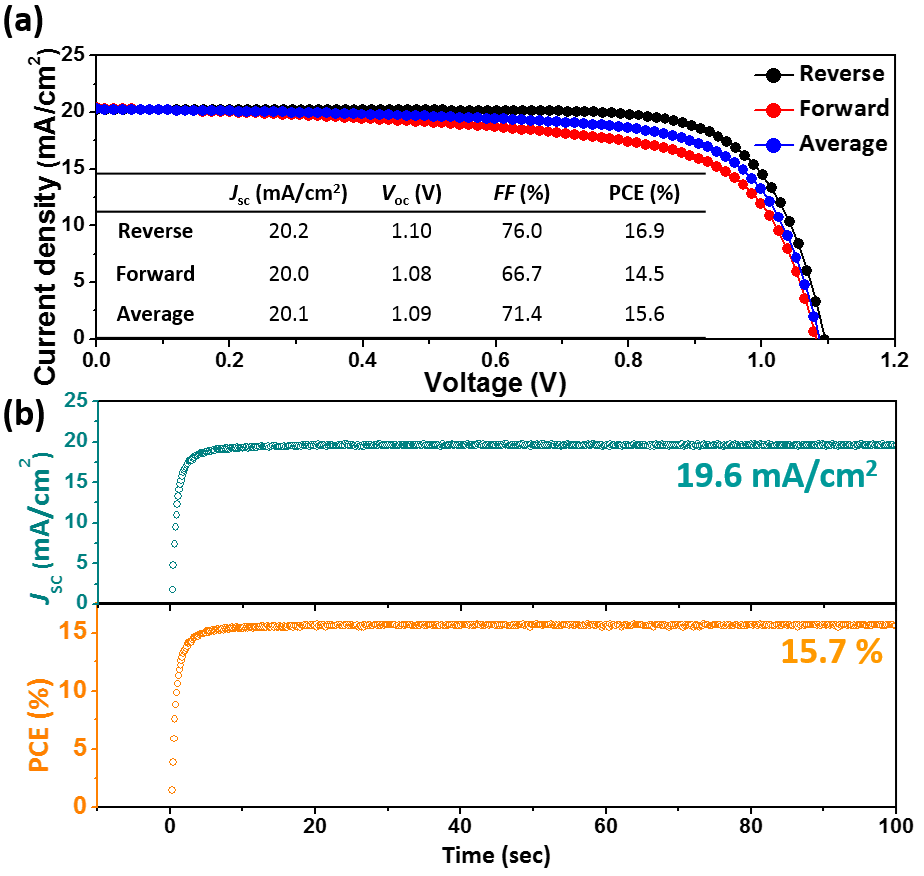 (a)
Current density (mA/cm²)
25
20
15
10
5
0
Reverse
Forward
Average
Jsc (mA/cm²) Voc (V) FF (%) PCE (%)
Reverse 20.2 1.10 76.0 16.9
Forward 20.0 1.08 66.7 14.5
Average 20.1 1.09 71.4 15.6
0.0 0.2 0.4 0.6 0.8 1.0 1.2
Voltage (V)
(b)
Jsc (mA/cm²)
25
20
15
10
5
0
19.6 mA/cm²
PCE (%)
15
10
5
0
15.7 %
0 20 40 60 80 100
Time (sec)